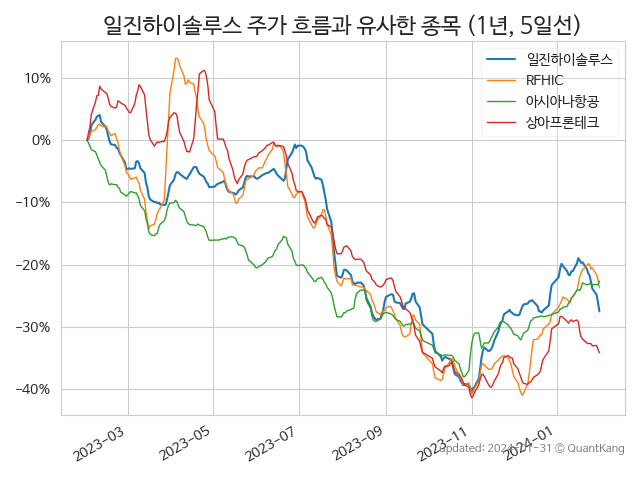 일진하이솔루스 주가 흐름과 유사한 종목 (1년, 5일선)
일진하이솔루스
RFHIC
아시아나항공
상아프론테크
10%
0%
−10%
−20%
−30%
−40%
2023-03
2023-05
2023-07
2023-09
2023-11
2024-01
updated: 2024-01-31 © QuantKang